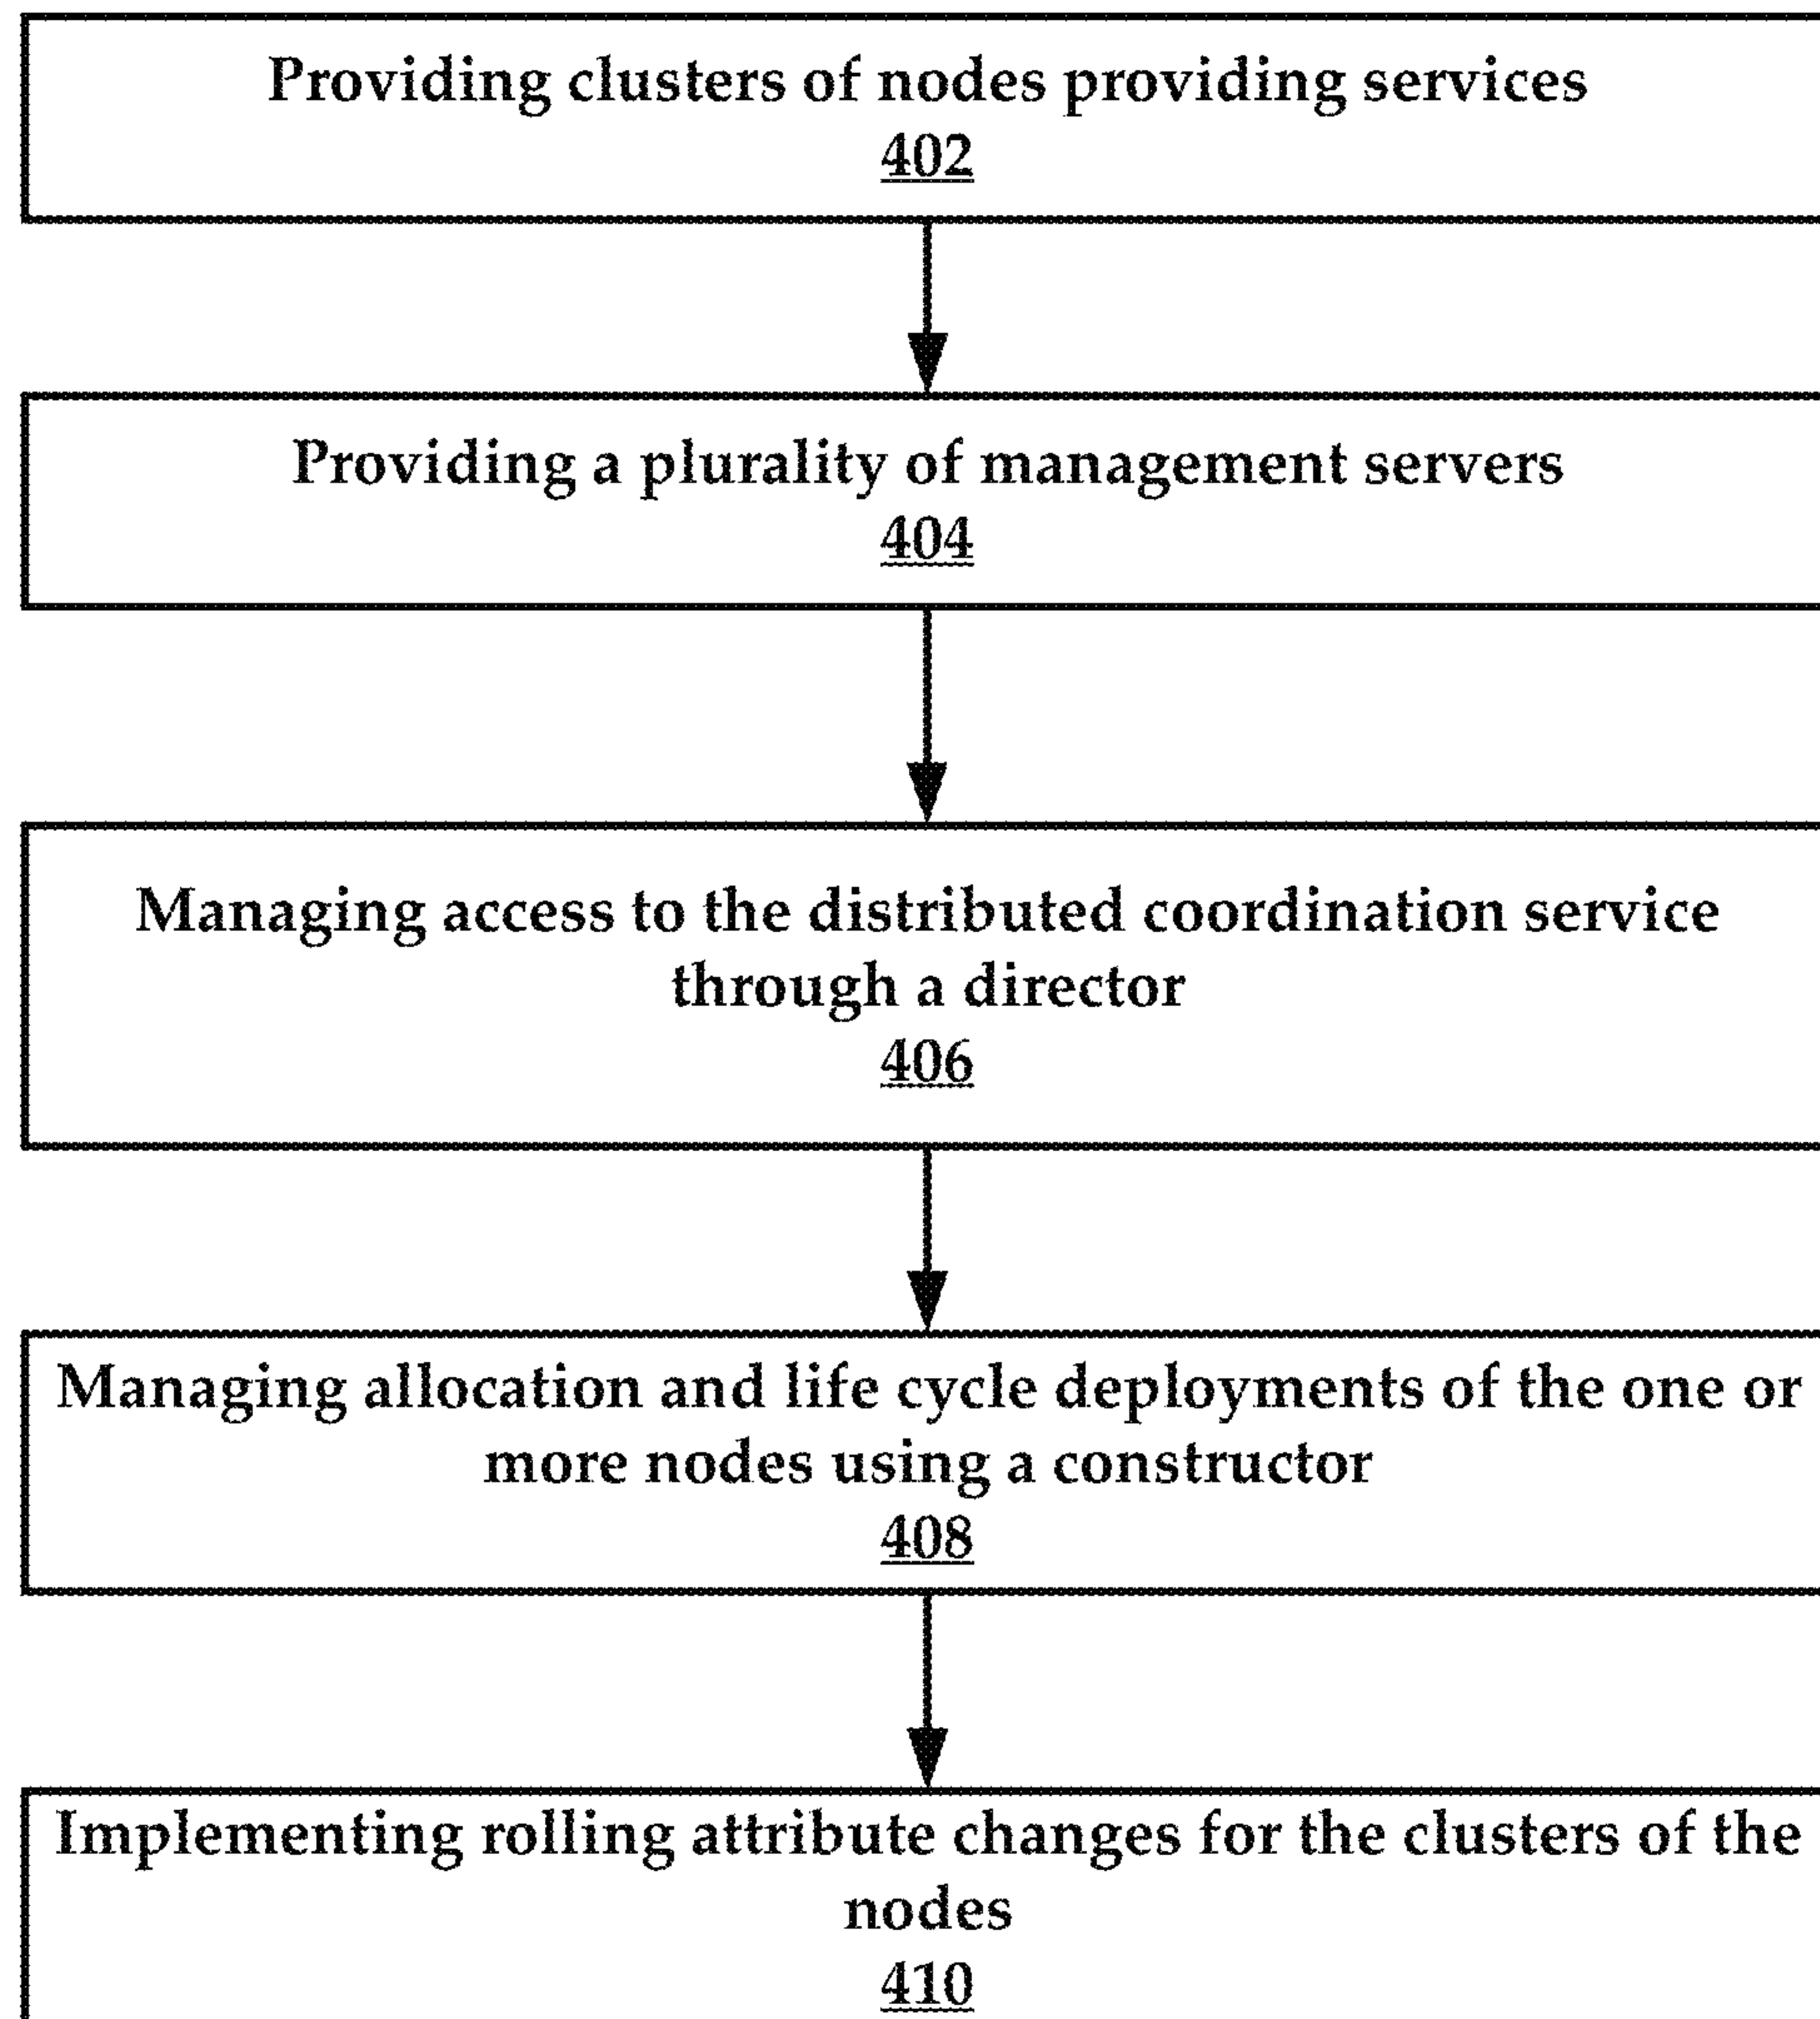 Providing clusters of nodes providing services
402
Providing a plurality of management servers
404
Managing access to the distributed coordination service
through a director
406
Managing allocation and life cycle deployments of the one or
more nodes using a constructor
408
Implementing rolling attribute changes for the clusters of the
nodes
410